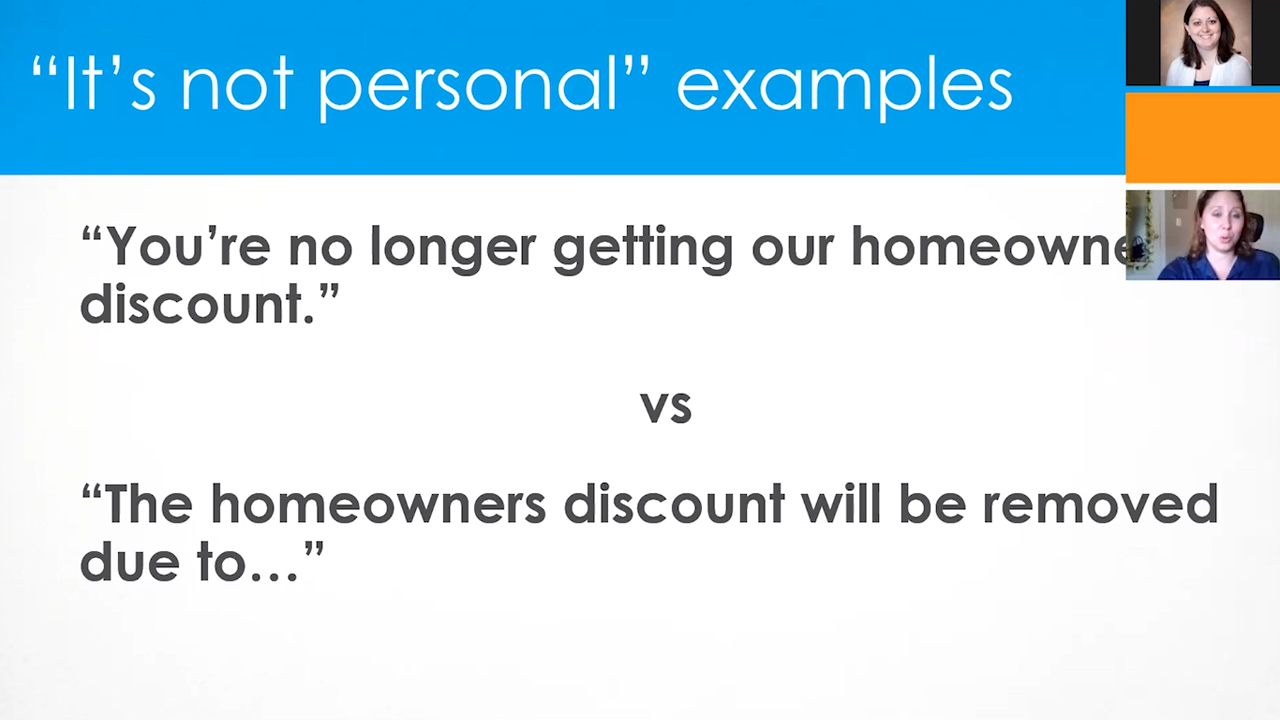 “It’s not personal” examples
“You’re no longer getting our
discount.”
vs
“The homeowners discount will be removed
due to…”